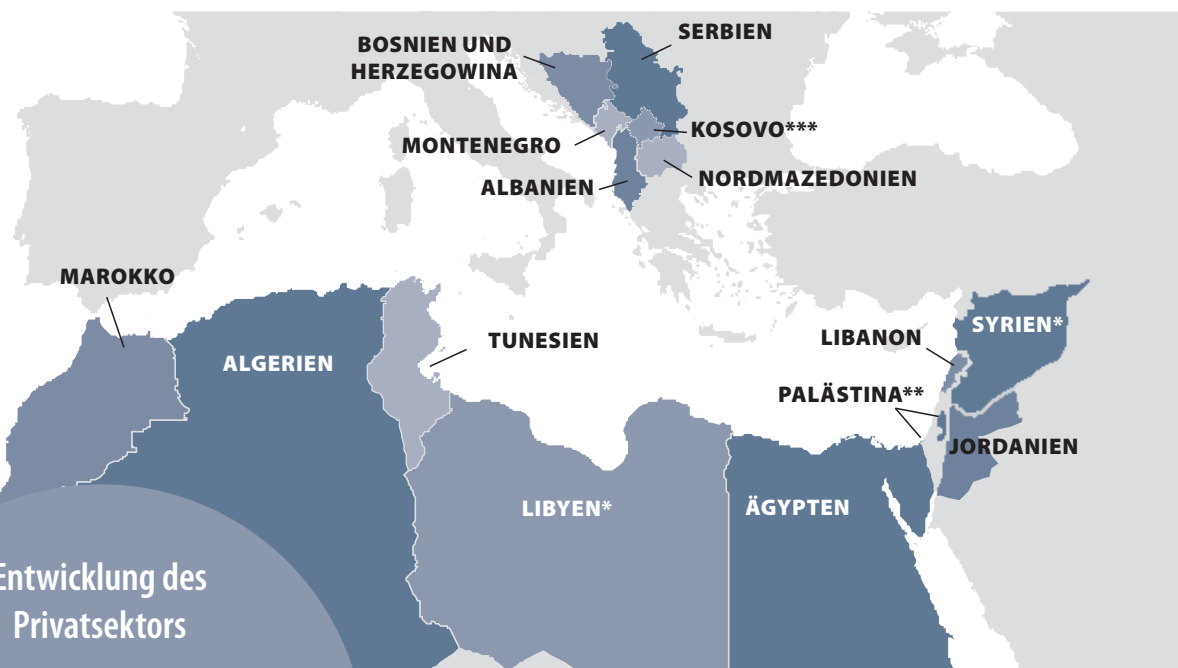 SERBIEN
BOSNIEN UND
HERZEGOWINA
KOSOVO***
MONTENEGRO
NORDMAZEDONIEN
ALBANIEN
MAROKKO
SYRIEN*
LIBANON
TUNESIEN
ALGERIEN
PALÄSTINA**
JORDANIEN
LIBYEN*
ÄGYPTEN
Entwicklung des
Privatsektors